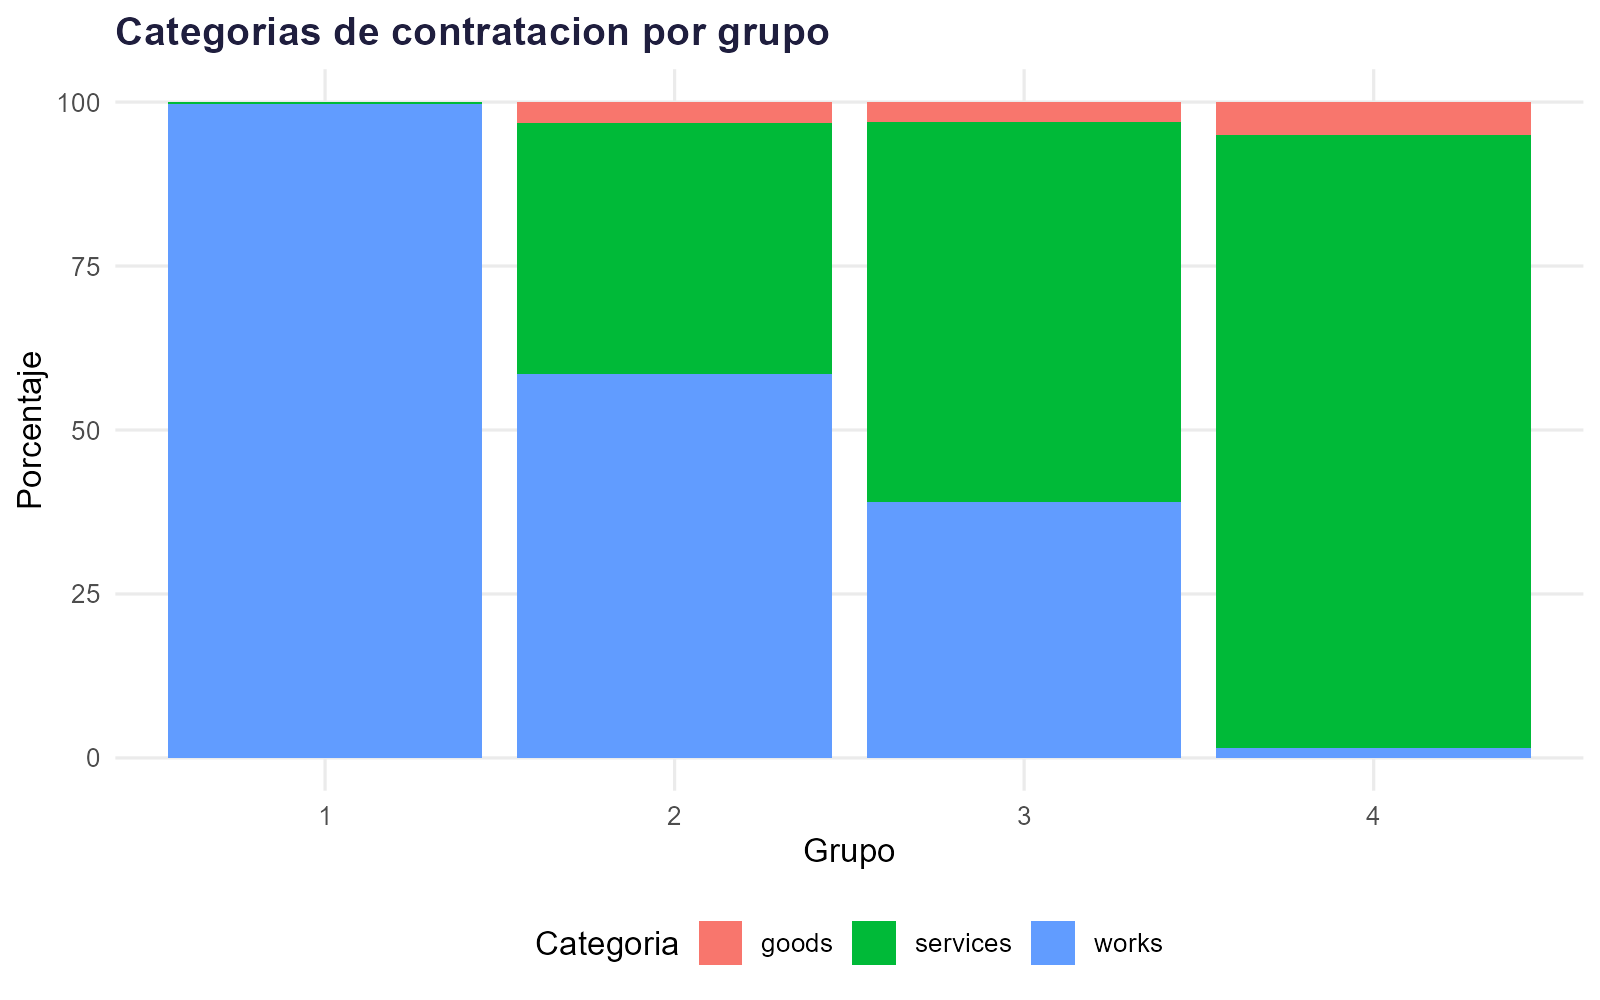 Categorias de contratacion por grupo
100
75
50
25
0
Porcentaje
1 2 3 4
Grupo
Categoria goods services works